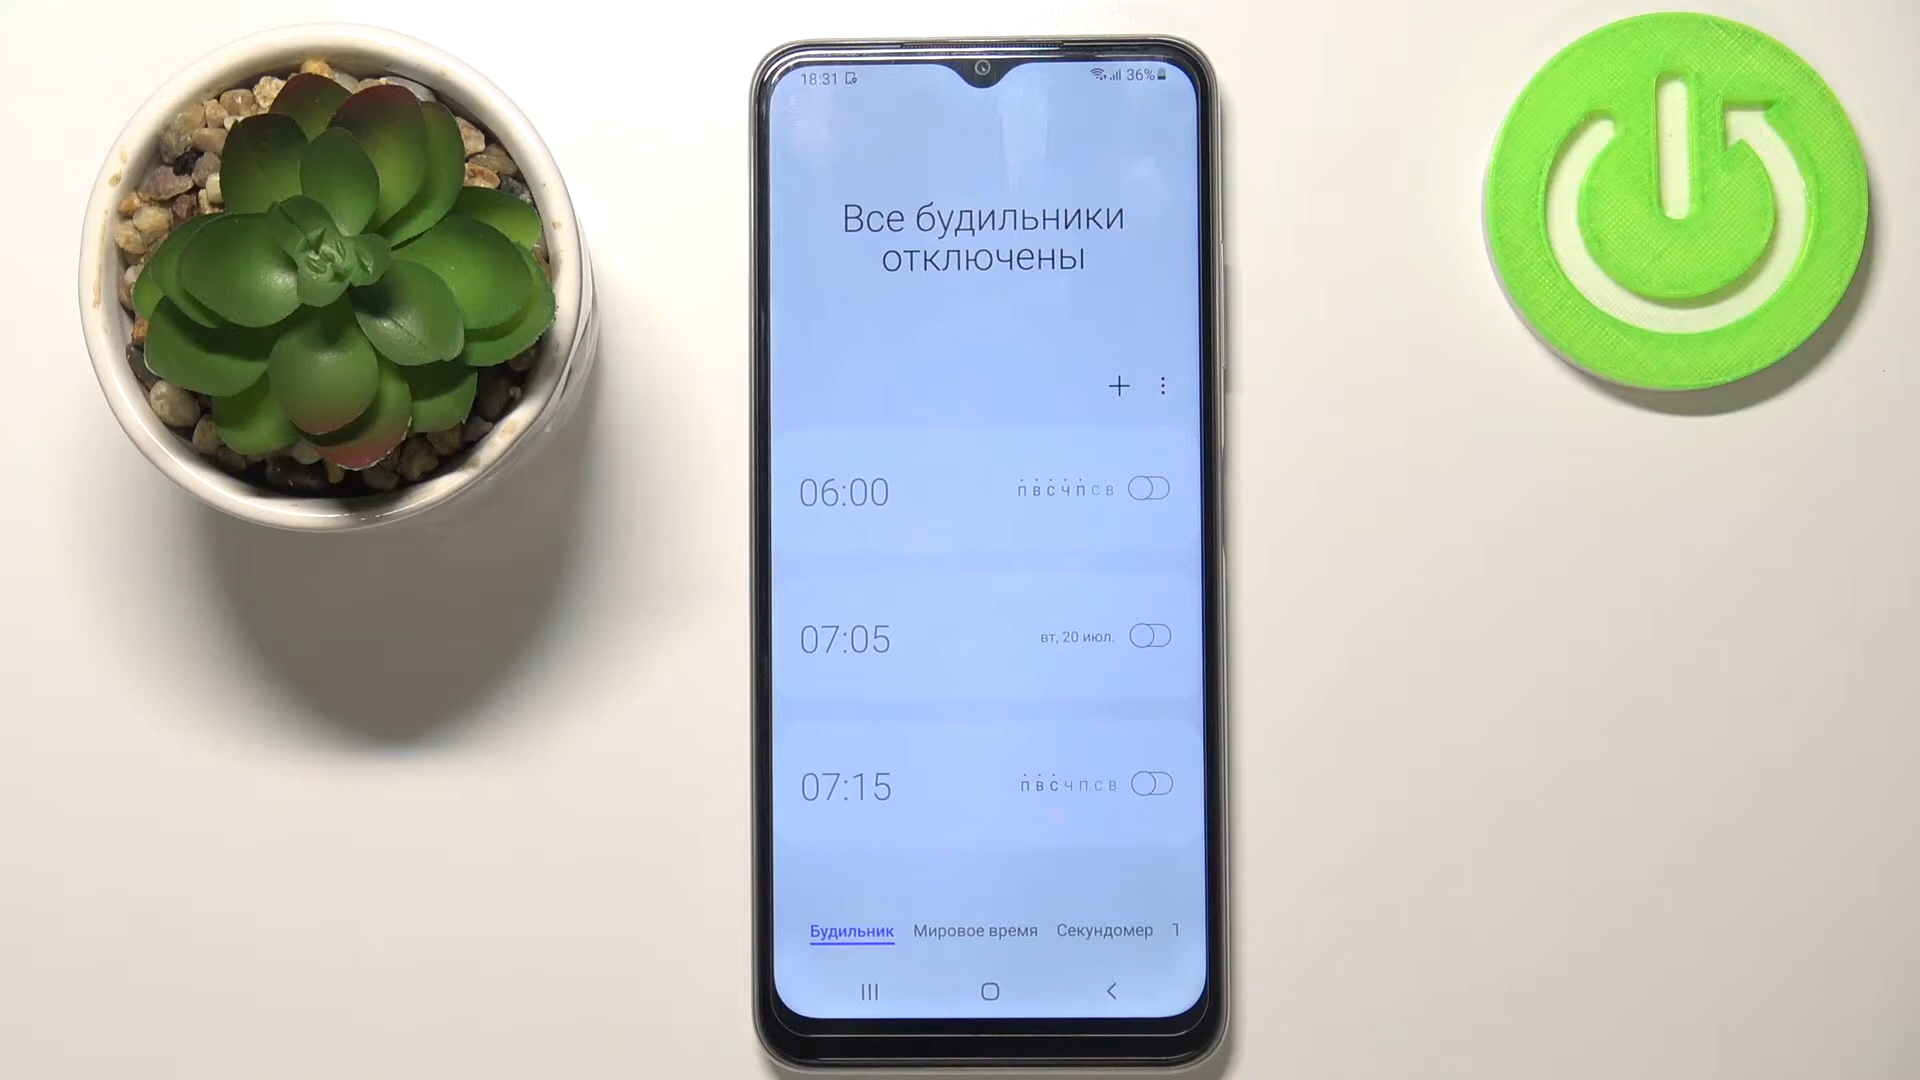 18:31 36%
Все будильники
отключены
06:00 П В С Ч П С В
07:05 вт, 20 июл.
07:15 П В С Ч П С В
Будильник Мировое время Секундомер